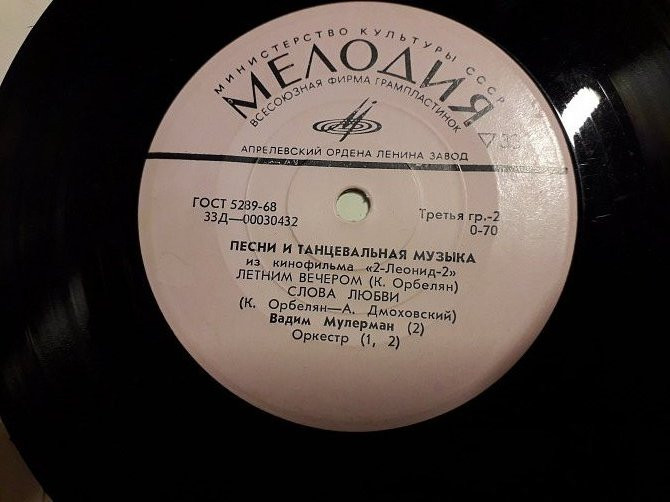 МИНИСТЕРСТВО КУЛЬТУРЫ СССР
МЕЛОДИЯ
ВСЕСОЮЗНАЯ ФИРМА ГРАМПЛАСТИНОК
33
АПРЕЛЕВСКИЙ ОРДЕНА ЛЕНИНА ЗАВОД
ГОСТ 5289-68
Третья гр.-2
33Д—00030432
0-70
ПЕСНИ И ТАНЦЕВАЛЬНАЯ МУЗЫКА
из кинофильма «2-Леонид-2»
ЛЕТНИМ ВЕЧЕРОМ (К. Орбелян)
СЛОВА ЛЮБВИ
(К. Орбелян—А. Дмоховский)
Вадим Мулерман (2)
Оркестр (1, 2)